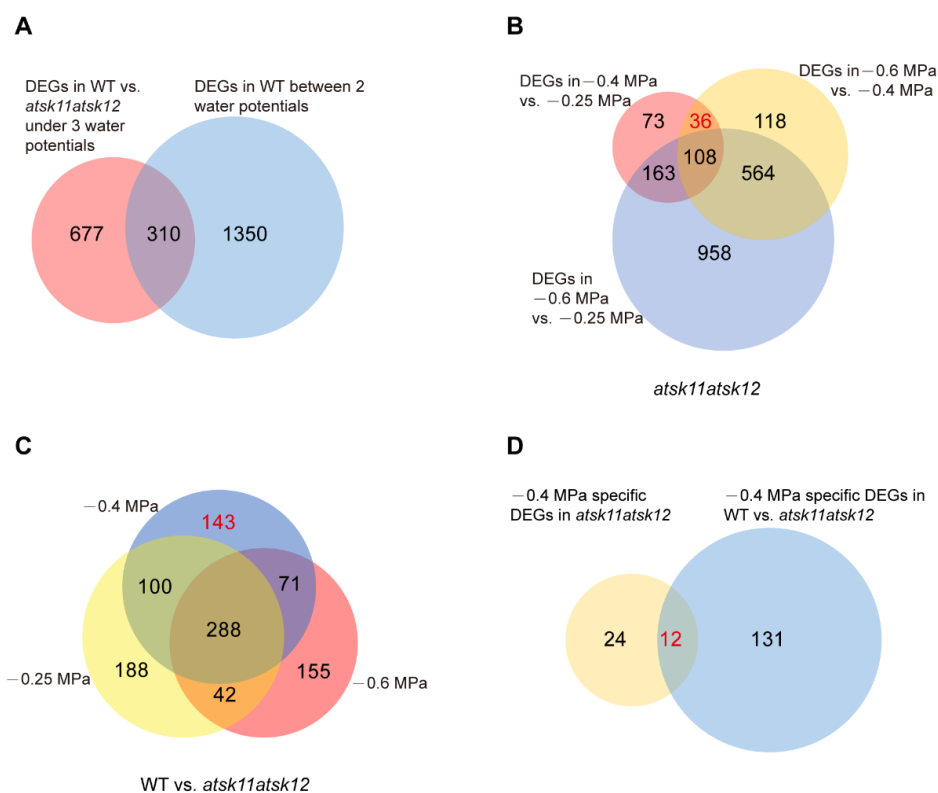 A
DEGs in WT vs.
atsk11atsk12
under 3 water
potentials
DEGs in WT between 2
water potentials
677
310
1350
B
DEGs in −0.4 MPa
vs. −0.25 MPa
DEGs in −0.6 MPa
vs. −0.4 MPa
73
36
118
108
163
564
958
DEGs in
−0.6 MPa
vs. −0.25 MPa
atsk11atsk12
C
−0.4 MPa
143
100
71
288
188
155
42
−0.25 MPa
−0.6 MPa
WT vs. atsk11atsk12
D
−0.4 MPa specific
DEGs in atsk11atsk12
−0.4 MPa specific DEGs in
WT vs. atsk11atsk12
24
12
131